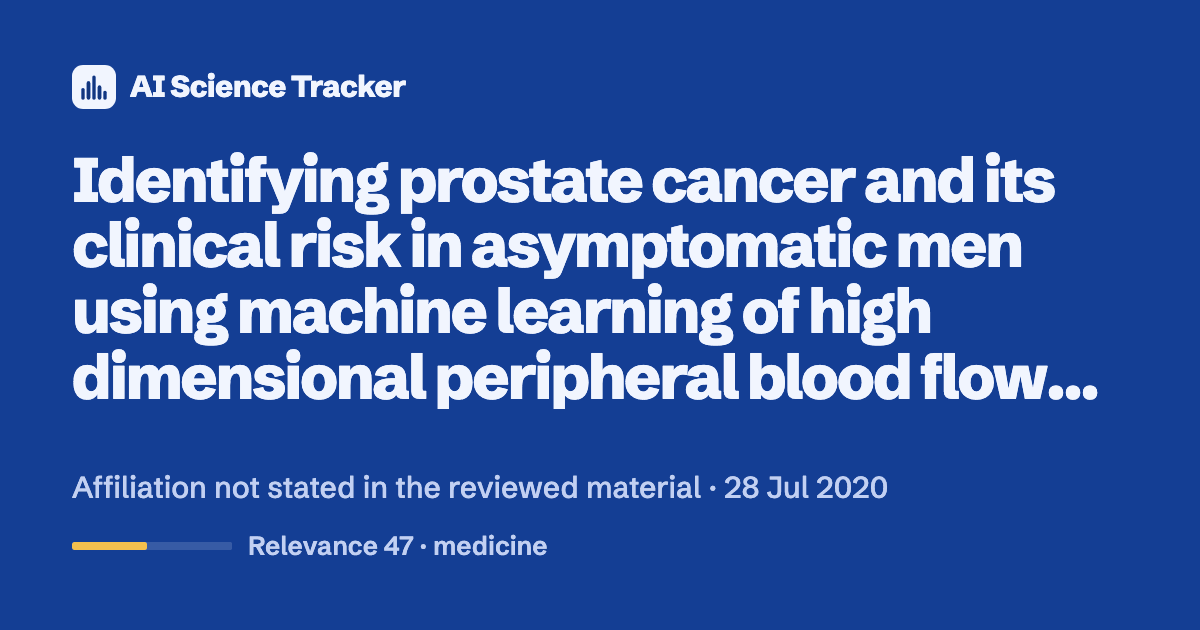 AI Science Tracker
Identifying prostate cancer and its
clinical risk in asymptomatic men
using machine learning of high
dimensional peripheral blood flow...
Affiliation not stated in the reviewed material · 28 Jul 2020
Relevance 47 · medicine